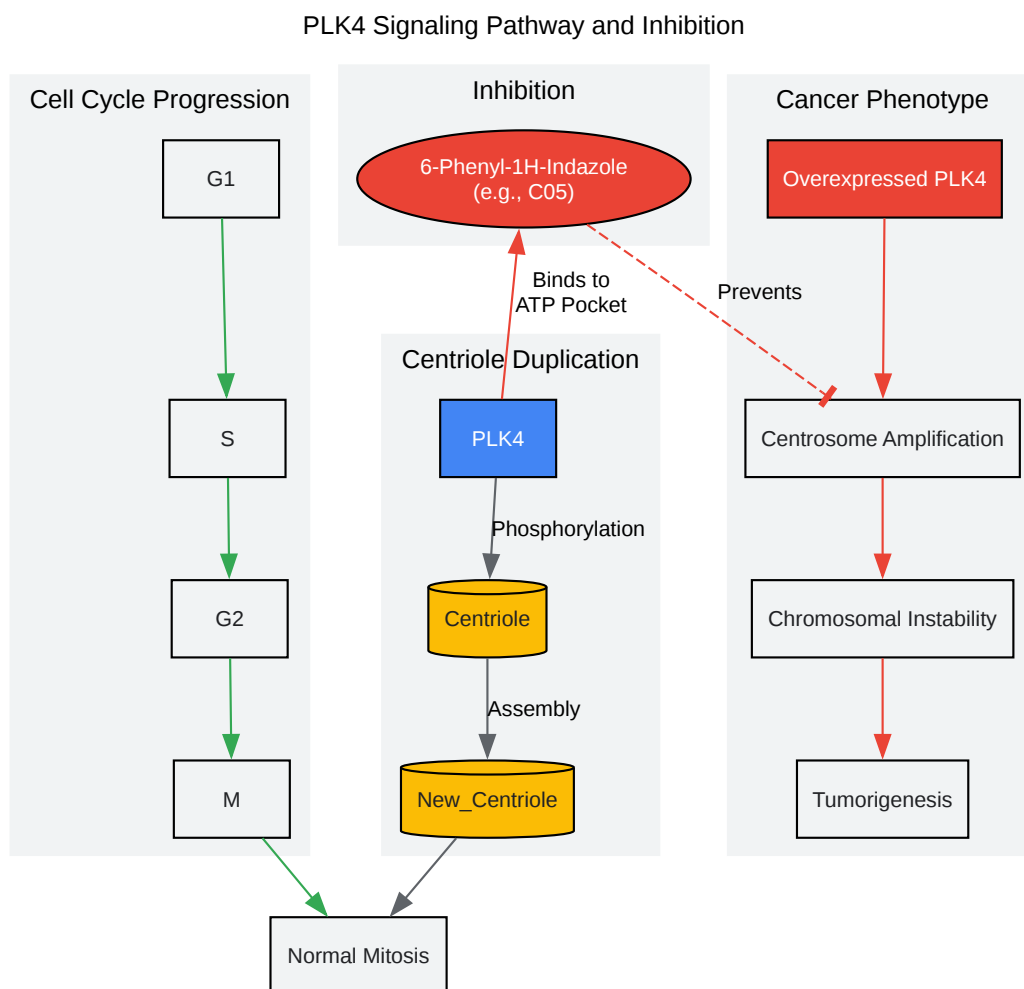 PLK4 Signaling Pathway and Inhibition
Cell Cycle Progression
G1
S
G2
M
Inhibition
6-Phenyl-1H-Indazole
(e.g., C05)
Binds to
ATP Pocket
Prevents
Centriole Duplication
PLK4
Phosphorylation
Centriole
Assembly
New_Centriole
Cancer Phenotype
Overexpressed PLK4
Centrosome Amplification
Chromosomal Instability
Tumorigenesis
Normal Mitosis